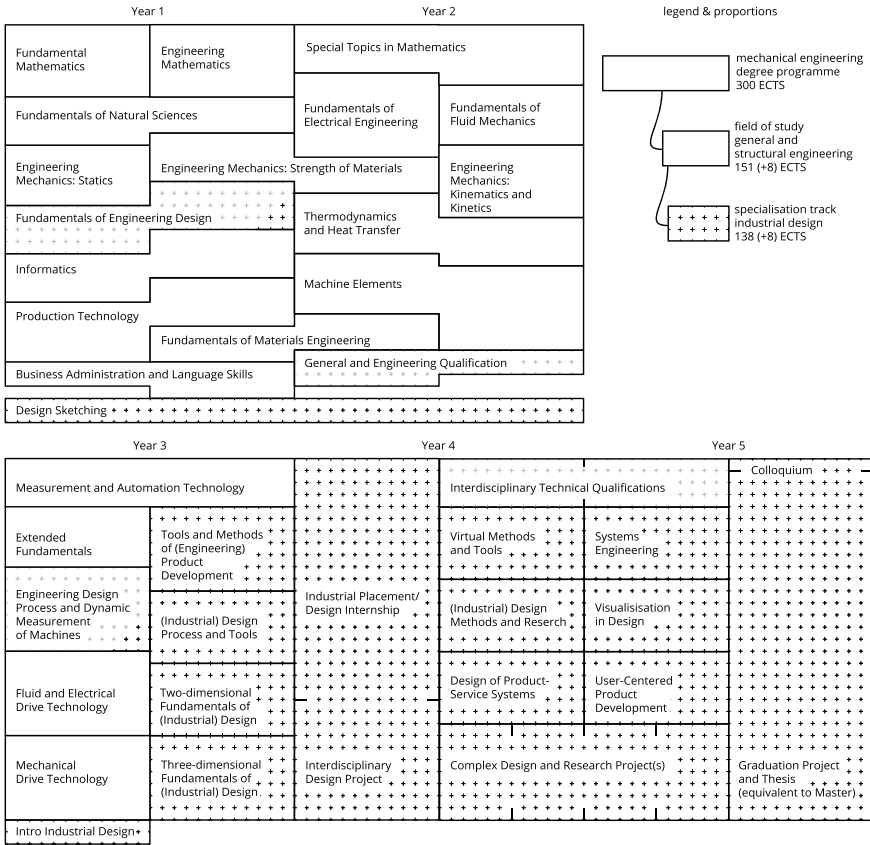 Year 1
Year 2
legend & proportions
Fundamental
Mathematics
Engineering
Mathematics
Special Topics in Mathematics
mechanical engineering
degree programme
300 ECTS
Fundamentals of Natural Sciences
Fundamentals of
Electrical Engineering
Fundamentals of
Fluid Mechanics
field of study
general and
structural engineering
151 (+8) ECTS
Engineering
Mechanics: Statics
Engineering Mechanics: Strength of Materials
Engineering
Mechanics:
Kinematics and
Kinetics
specialisation track
industrial design
138 (+8) ECTS
Fundamentals of Engineering Design
Thermodynamics
and Heat Transfer
Informatics
Machine Elements
Production Technology
Fundamentals of Materials Engineering
General and Engineering Qualification
Business Administration and Language Skills
Design Sketching
Year 3
Year 4
Year 5
Measurement and Automation Technology
Interdisciplinary Technical Qualifications
Colloquium
Extended
Fundamentals
Tools and Methods
of (Engineering)
Product
Development
Virtual Methods
and Tools
Systems
Engineering
Engineering Design
Process and Dynamic
Measurement
of Machines
(Industrial) Design
Process and Tools
Industrial Placement/
Design Internship
(Industrial) Design
Methods and Reserch
Visualisisation
in Design
Fluid and Electrical
Drive Technology
Two-dimensional
Fundamentals of
(Industrial) Design
Design of Product-
Service Systems
User-Centered
Product
Development
Mechanical
Drive Technology
Three-dimensional
Fundamentals of
(Industrial) Design
Interdisciplinary
Design Project
Complex Design and Research Project(s)
Graduation Project
and Thesis
(equivalent to Master)
Intro Industrial Design